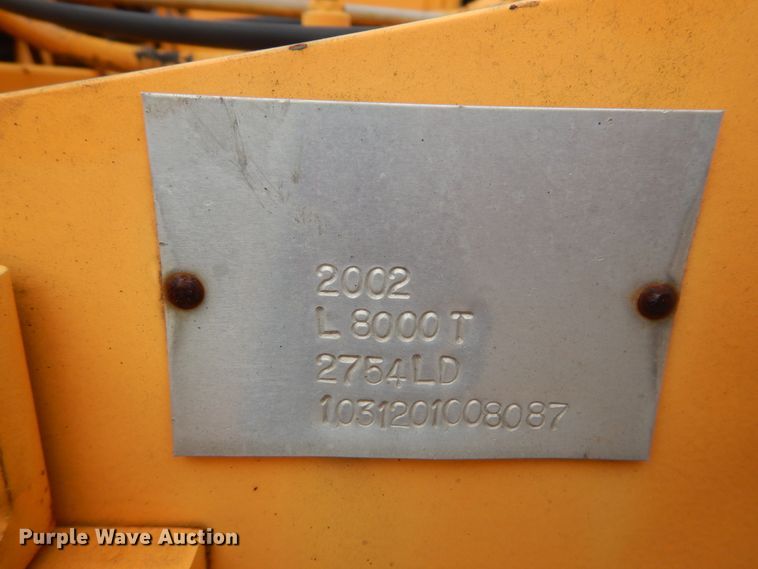 2002
L 8000 T
2754LD
1031201008087
Purple Wave Auction